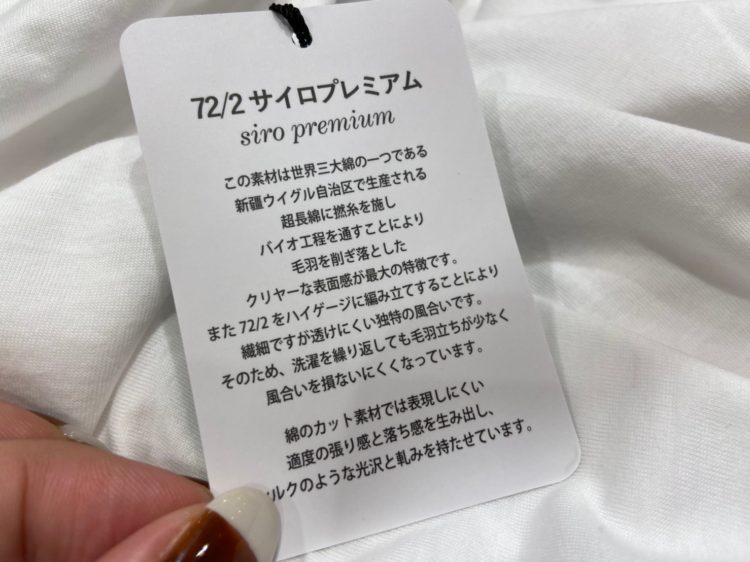 72/2 サイロプレミアム
siro premium
この素材は世界三大綿の一つである
新疆ウイグル自治区で生産される
超長綿に撚糸を施し
バイオ工程を通すことにより
毛羽を削ぎ落とした
クリヤーな表面感が最大の特徴です。
また 72/2 をハイゲージに編み立てすることにより
繊細ですが透けにくい独特の風合いです。
そのため、洗濯を繰り返しても毛羽立ちが少なく
風合いを損ないにくくなっています。
綿のカット素材では表現しにくい
適度の張り感と落ち感を生み出し、
ルクのような光沢と軋みを持たせています。